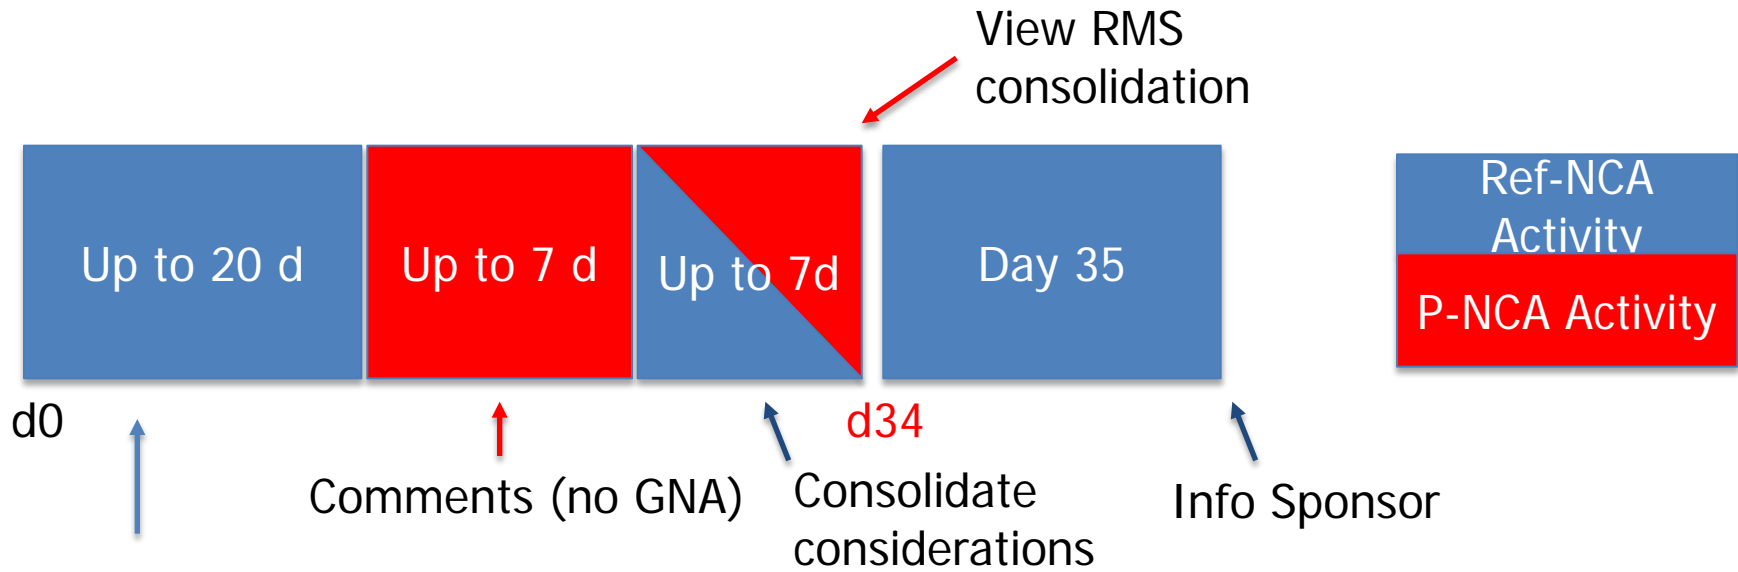 View RMS
consolidation
Up to 20 d
Up to 7 d
Up to 7d
Day 35
Ref-NCA
Activity
P-NCA Activity
d0
d34
Comments (no GNA)
Consolidate
considerations
Info Sponsor